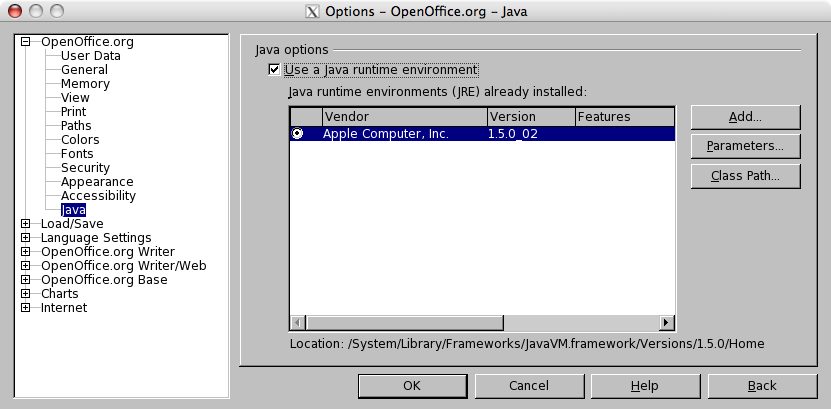 Options – OpenOffice.org – Java
OpenOffice.org
User Data
General
Memory
View
Print
Paths
Colors
Fonts
Security
Appearance
Accessibility
Java
Load/Save
Language Settings
OpenOffice.org Writer
OpenOffice.org Writer/Web
OpenOffice.org Base
Charts
Internet
Java options
Use a Java runtime environment
Java runtime environments (JRE) already installed:
Vendor Version Features
Apple Computer, Inc. 1.5.0_02
Add...
Parameters...
Class Path...
Location: /System/Library/Frameworks/JavaVM.framework/Versions/1.5.0/Home
OK Cancel Help Back